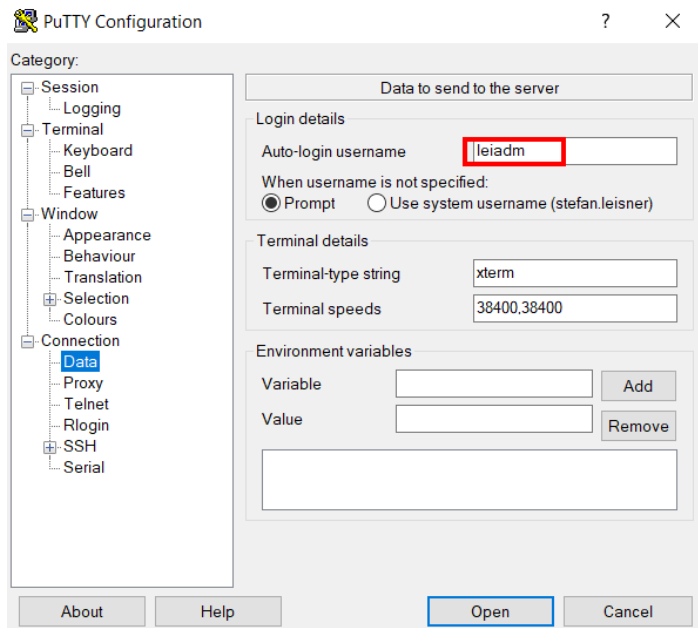 PuTTY Configuration
?
Category:
Session
Logging
Terminal
Keyboard
Bell
Features
Window
Appearance
Behaviour
Translation
Selection
Colours
Connection
Data
Proxy
Telnet
Rlogin
SSH
Serial
Data to send to the server
Login details
Auto-login username leiadm
When username is not specified:
Prompt Use system username (stefan.leisner)
Terminal details
Terminal-type string xterm
Terminal speeds 38400,38400
Environment variables
Variable Add
Value Remove
About Help Open Cancel